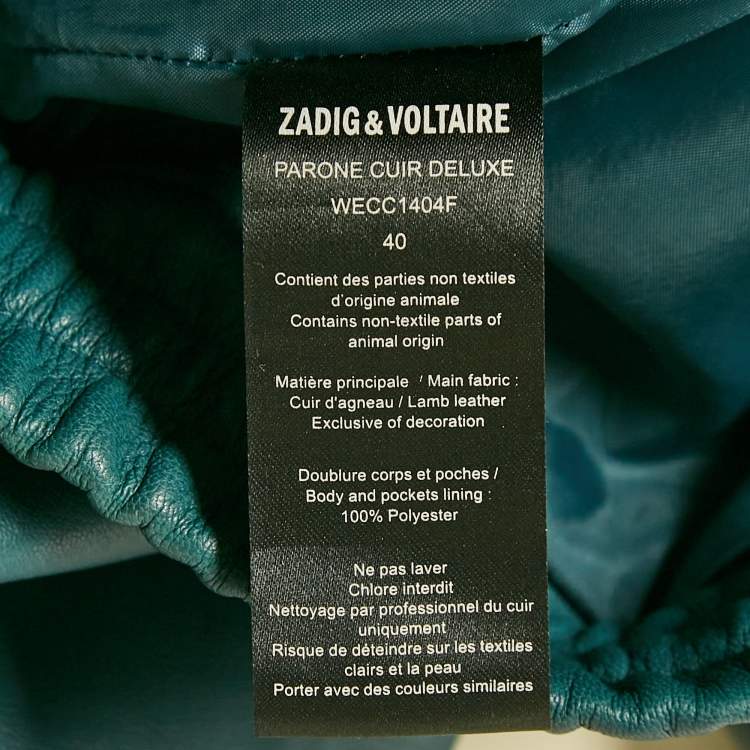 ZADIG & VOLTAIRE
PARONE CUIR DELUXE
WECC1404F
40
Contient des parties non textiles
d'origine animale
Contains non-textile parts of
animal origin
Matière principale / Main fabric :
Cuir d'agneau / Lamb leather
Exclusive of decoration
Doublure corps et poches /
Body and pockets lining :
100% Polyester
Ne pas laver
Chlore interdit
Nettoyage par professionnel du cuir
uniquement
Risque de déteindre sur les textiles
clairs et la peau
Porter avec des couleurs similaires